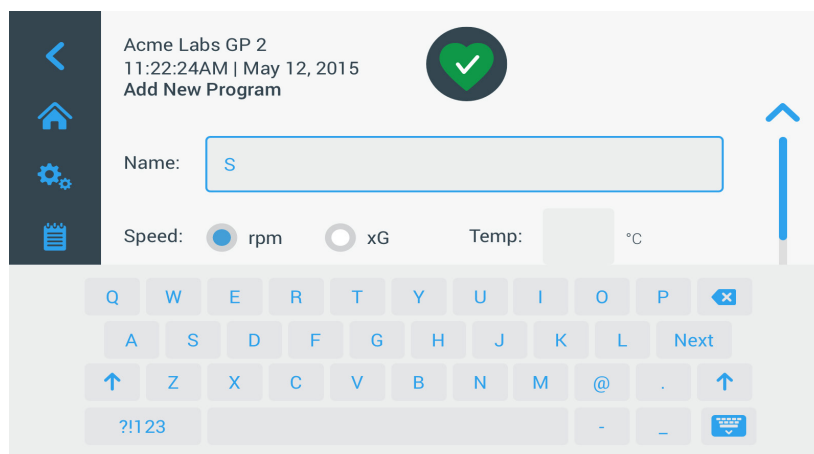 Acme Labs GP 2
11:22:24AM | May 12, 2015
Add New Program
Name: S
Speed: rpm xG Temp: °C
Q W E R T Y U I O P
A S D F G H J K L Next
Z X C V B N M @ .
?!123 - _